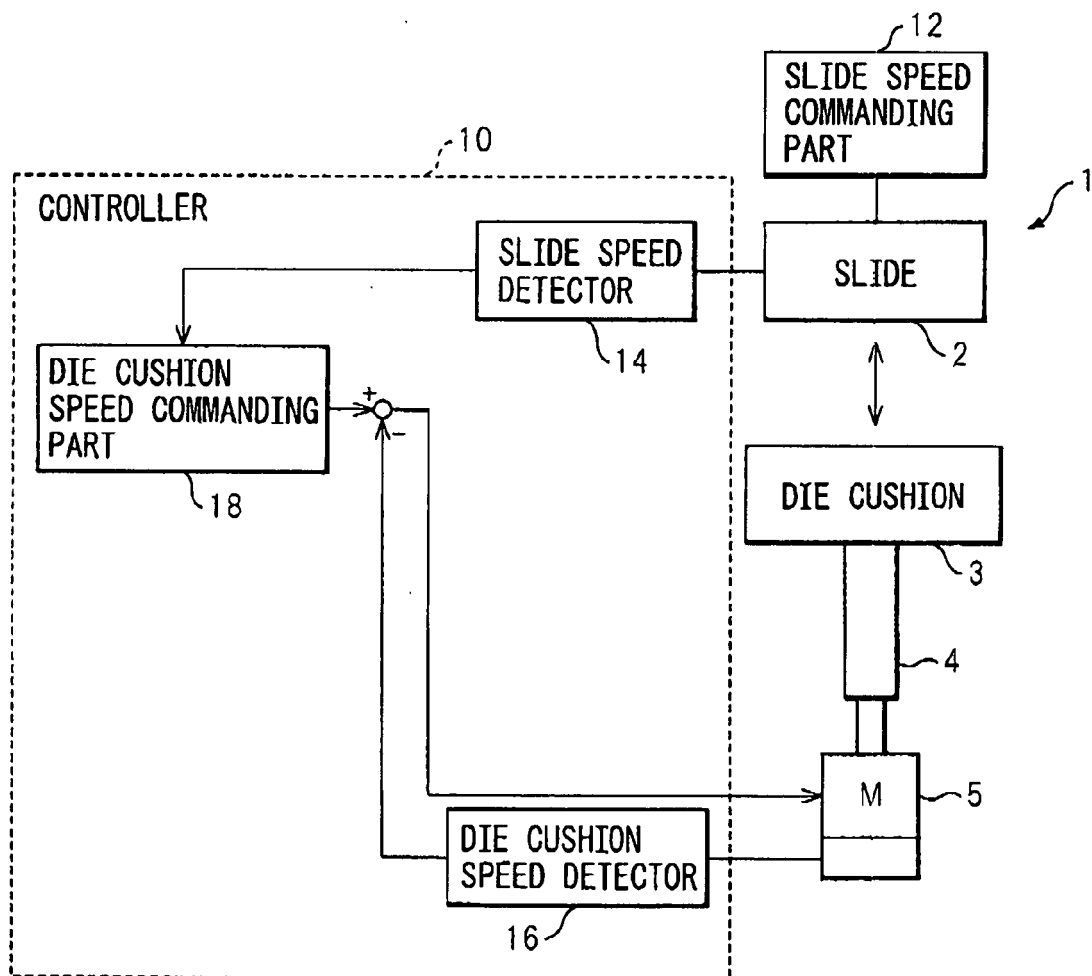 12
SLIDE SPEED
COMMANDING
PART
10
1
CONTROLLER
SLIDE SPEED
DETECTOR
SLIDE
14
2
DIE CUSHION
SPEED COMMANDING
PART
+
-
18
DIE CUSHION
3
4
M
5
DIE CUSHION
SPEED DETECTOR
16